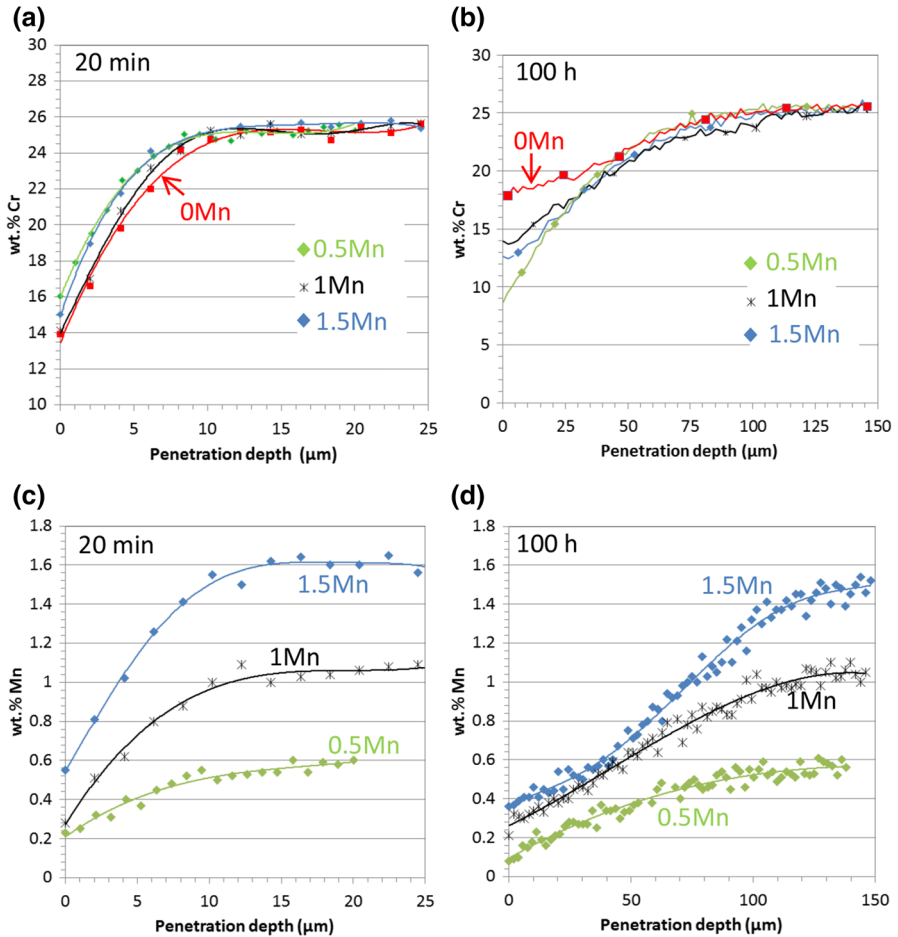 (a)
20 min
30
28
26
24
22
20
18
16
14
12
10
wt.% Cr
0Mn
0.5Mn
1Mn
1.5Mn
0 5 10 15 20 25
Penetration depth (μm)
(b)
100 h
30
25
20
15
10
5
0
wt.% Cr
0Mn
0.5Mn
1Mn
1.5Mn
0 25 50 75 100 125 150
Penetration depth (μm)
(c)
20 min
1.8
1.6
1.4
1.2
1
0.8
0.6
0.4
0.2
0
wt.% Mn
1.5Mn
1Mn
0.5Mn
0 5 10 15 20 25
Penetration depth (μm)
(d)
100 h
1.8
1.6
1.4
1.2
1
0.8
0.6
0.4
0.2
0
wt.% Mn
1.5Mn
1Mn
0.5Mn
0 50 100 150
Penetration depth (μm)